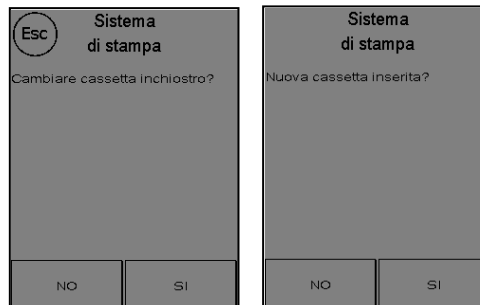 Esc
Sistema
di stampa
Cambiare cassetta inchiostro?
NO
SI
Sistema
di stampa
Nuova cassetta inserita?
NO
SI